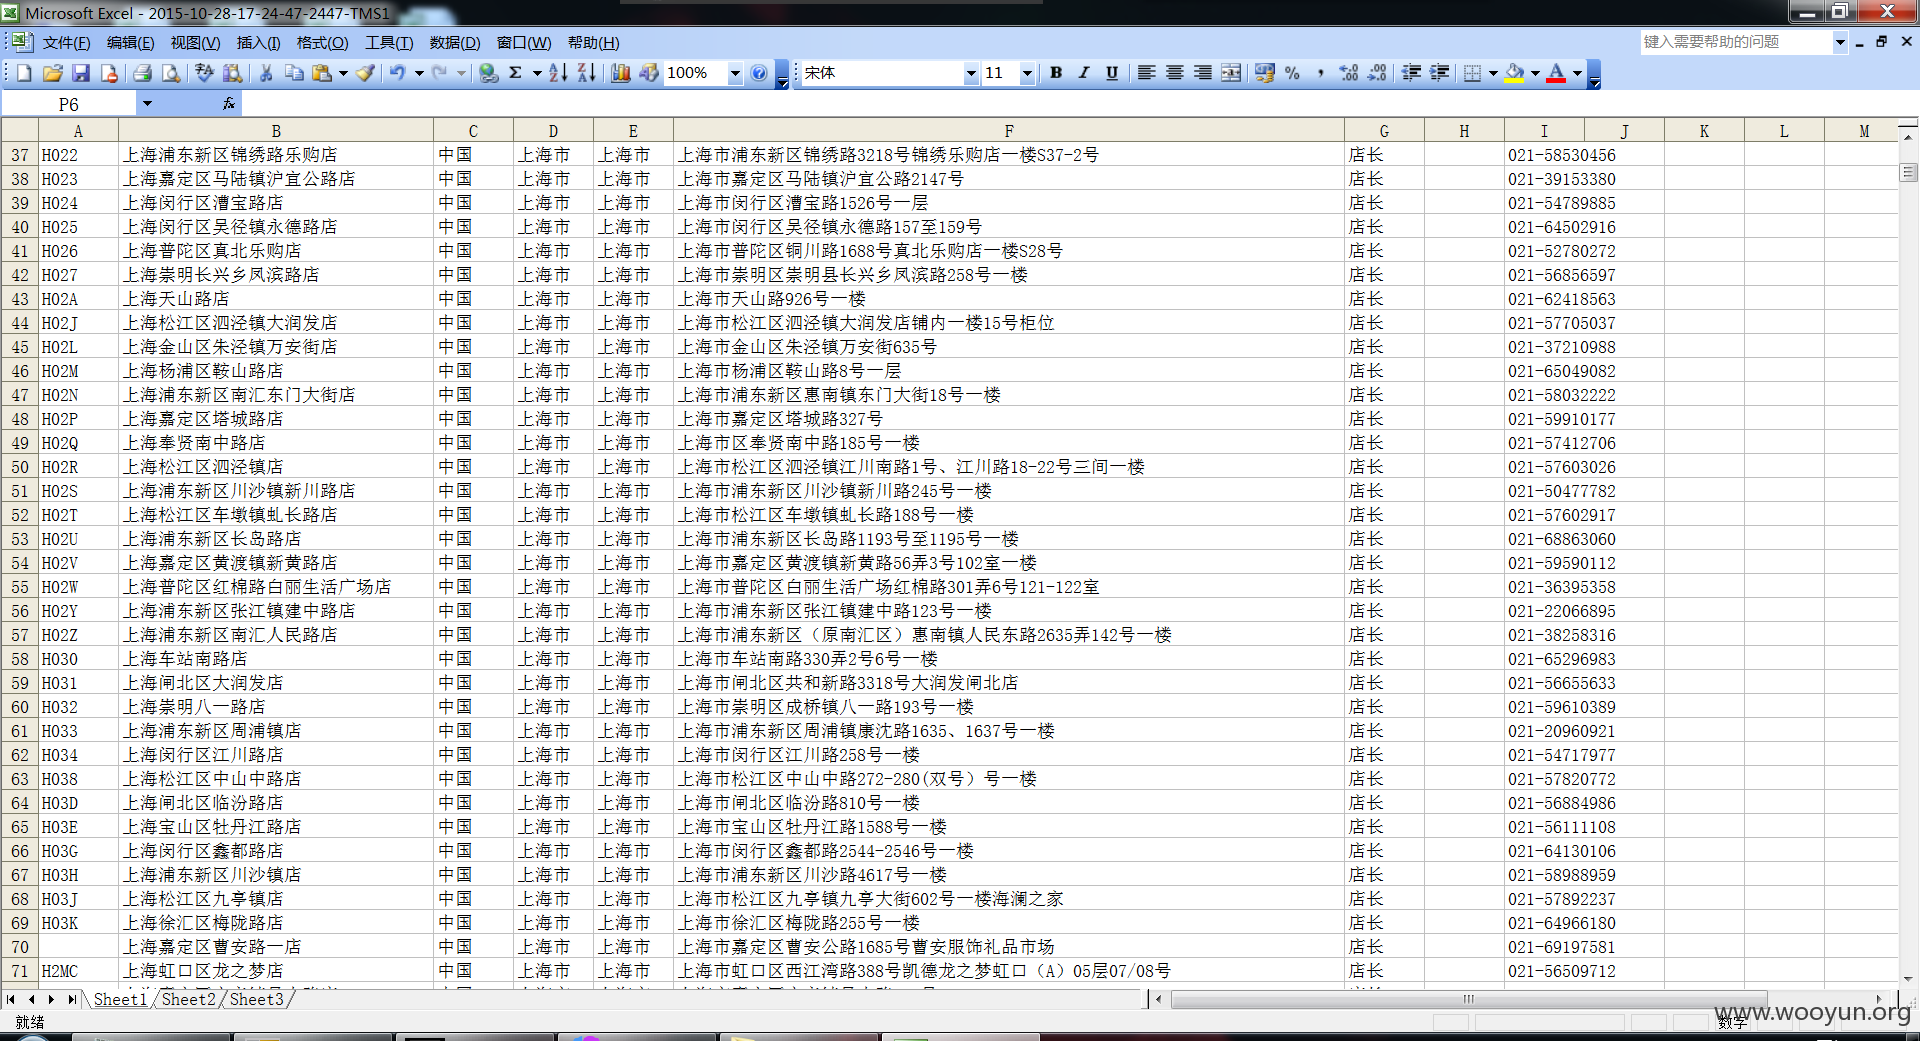 Microsoft Excel - 2015-10-28-17-24-47-2447-TMS1
文件(F) 编辑(E) 视图(V) 插入(I) 格式(O) 工具(T) 数据(D) 窗口(W) 帮助(H) 键入需要帮助的问题
100% 宋体 11 B I U
P6 fx
A B C D E F G H I J K L M
37 H022 上海浦东新区锦绣路乐购店 中国 上海市 上海市 上海市浦东新区锦绣路3218号锦绣乐购店一楼S37-2号 店长 021-58530456
38 H023 上海嘉定区马陆镇沪宜公路店 中国 上海市 上海市 上海市嘉定区马陆镇沪宜公路2147号 店长 021-39153380
39 H024 上海闵行区漕宝路店 中国 上海市 上海市 上海市闵行区漕宝路1526号一层 店长 021-54789885
40 H025 上海闵行区吴径镇永德路店 中国 上海市 上海市 上海市闵行区吴径镇永德路157至159号 店长 021-64502916
41 H026 上海普陀区真北乐购店 中国 上海市 上海市 上海市普陀区铜川路1688号真北乐购店一楼S28号 店长 021-52780272
42 H027 上海崇明长兴乡凤滨路店 中国 上海市 上海市 上海市崇明区崇明县长兴乡凤滨路258号一楼 店长 021-56856597
43 H02A 上海天山路店 中国 上海市 上海市 上海市天山路926号一楼 店长 021-62418563
44 H02J 上海松江区泗泾镇大润发店 中国 上海市 上海市 上海市松江区泗泾镇大润发店铺内一楼15号柜位 店长 021-57705037
45 H02L 上海金山区朱泾镇万安街店 中国 上海市 上海市 上海市金山区朱泾镇万安街635号 店长 021-37210988
46 H02M 上海杨浦区鞍山路店 中国 上海市 上海市 上海市杨浦区鞍山路8号一层 店长 021-65049082
47 H02N 上海浦东新区南汇东门大街店 中国 上海市 上海市 上海市浦东新区惠南镇东门大街18号一楼 店长 021-58032222
48 H02P 上海嘉定区塔城路店 中国 上海市 上海市 上海市嘉定区塔城路327号 店长 021-59910177
49 H02Q 上海奉贤南中路店 中国 上海市 上海市 上海市区奉贤南中路185号一楼 店长 021-57412706
50 H02R 上海松江区泗泾镇店 中国 上海市 上海市 上海市松江区泗泾镇江川南路1号、江川路18-22号三间一楼 店长 021-57603026
51 H02S 上海浦东新区川沙镇新川路店 中国 上海市 上海市 上海市浦东新区川沙镇新川路245号一楼 店长 021-50477782
52 H02T 上海松江区车墩镇虬长路店 中国 上海市 上海市 上海市松江区车墩镇虬长路188号一楼 店长 021-57602917
53 H02U 上海浦东新区长岛路店 中国 上海市 上海市 上海市浦东新区长岛路1193号至1195号一楼 店长 021-68863060
54 H02V 上海嘉定区黄渡镇新黄路店 中国 上海市 上海市 上海市嘉定区黄渡镇新黄路56弄3号102室一楼 店长 021-59590112
55 H02W 上海普陀区红棉路白丽生活广场店 中国 上海市 上海市 上海市普陀区白丽生活广场红棉路301弄6号121-122室 店长 021-36395358
56 H02Y 上海浦东新区张江镇建中路店 中国 上海市 上海市 上海市浦东新区张江镇建中路123号一楼 店长 021-22066895
57 H02Z 上海浦东新区南汇人民路店 中国 上海市 上海市 上海市浦东新区（原南汇区）惠南镇人民东路2635弄142号一楼 店长 021-38258316
58 H030 上海车站南路店 中国 上海市 上海市 上海市车站南路330弄2号6号一楼 店长 021-65296983
59 H031 上海闸北区大润发店 中国 上海市 上海市 上海市闸北区共和新路3318号大润发闸北店 店长 021-56655633
60 H032 上海崇明八一路店 中国 上海市 上海市 上海市崇明区成桥镇八一路193号一楼 店长 021-59610389
61 H033 上海浦东新区周浦镇店 中国 上海市 上海市 上海市浦东新区周浦镇康沈路1635、1637号一楼 店长 021-20960921
62 H034 上海闵行区江川路店 中国 上海市 上海市 上海市闵行区江川路258号一楼 店长 021-54717977
63 H038 上海松江区中山中路店 中国 上海市 上海市 上海市松江区中山中路272-280(双号）号一楼 店长 021-57820772
64 H03D 上海闸北区临汾路店 中国 上海市 上海市 上海市闸北区临汾路810号一楼 店长 021-56884986
65 H03E 上海宝山区牡丹江路店 中国 上海市 上海市 上海市宝山区牡丹江路1588号一楼 店长 021-56111108
66 H03G 上海闵行区鑫都路店 中国 上海市 上海市 上海市闵行区鑫都路2544-2546号一楼 店长 021-64130106
67 H03H 上海浦东新区川沙镇店 中国 上海市 上海市 上海市浦东新区川沙路4617号一楼 店长 021-58988959
68 H03J 上海松江区九亭镇店 中国 上海市 上海市 上海市松江区九亭镇九亭大街602号一楼海澜之家 店长 021-57892237
69 H03K 上海徐汇区梅陇路店 中国 上海市 上海市 上海市徐汇区梅陇路255号一楼 店长 021-64966180
70 上海嘉定区曹安路一店 中国 上海市 上海市 上海市嘉定区曹安公路1685号曹安服饰礼品市场 店长 021-69197581
71 H2MC 上海虹口区龙之梦店 中国 上海市 上海市 上海市虹口区西江湾路388号凯德龙之梦虹口（A）05层07/08号 店长 021-56509712
Sheet1 Sheet2 Sheet3
就绪 数字
www.wooyun.org